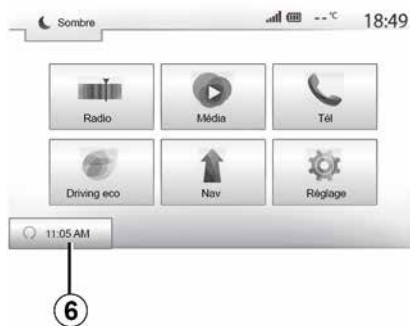 Sombre
--°C
18:49
Radio
Média
Tél
Driving eco
Nav
Réglage
11:05 AM
6